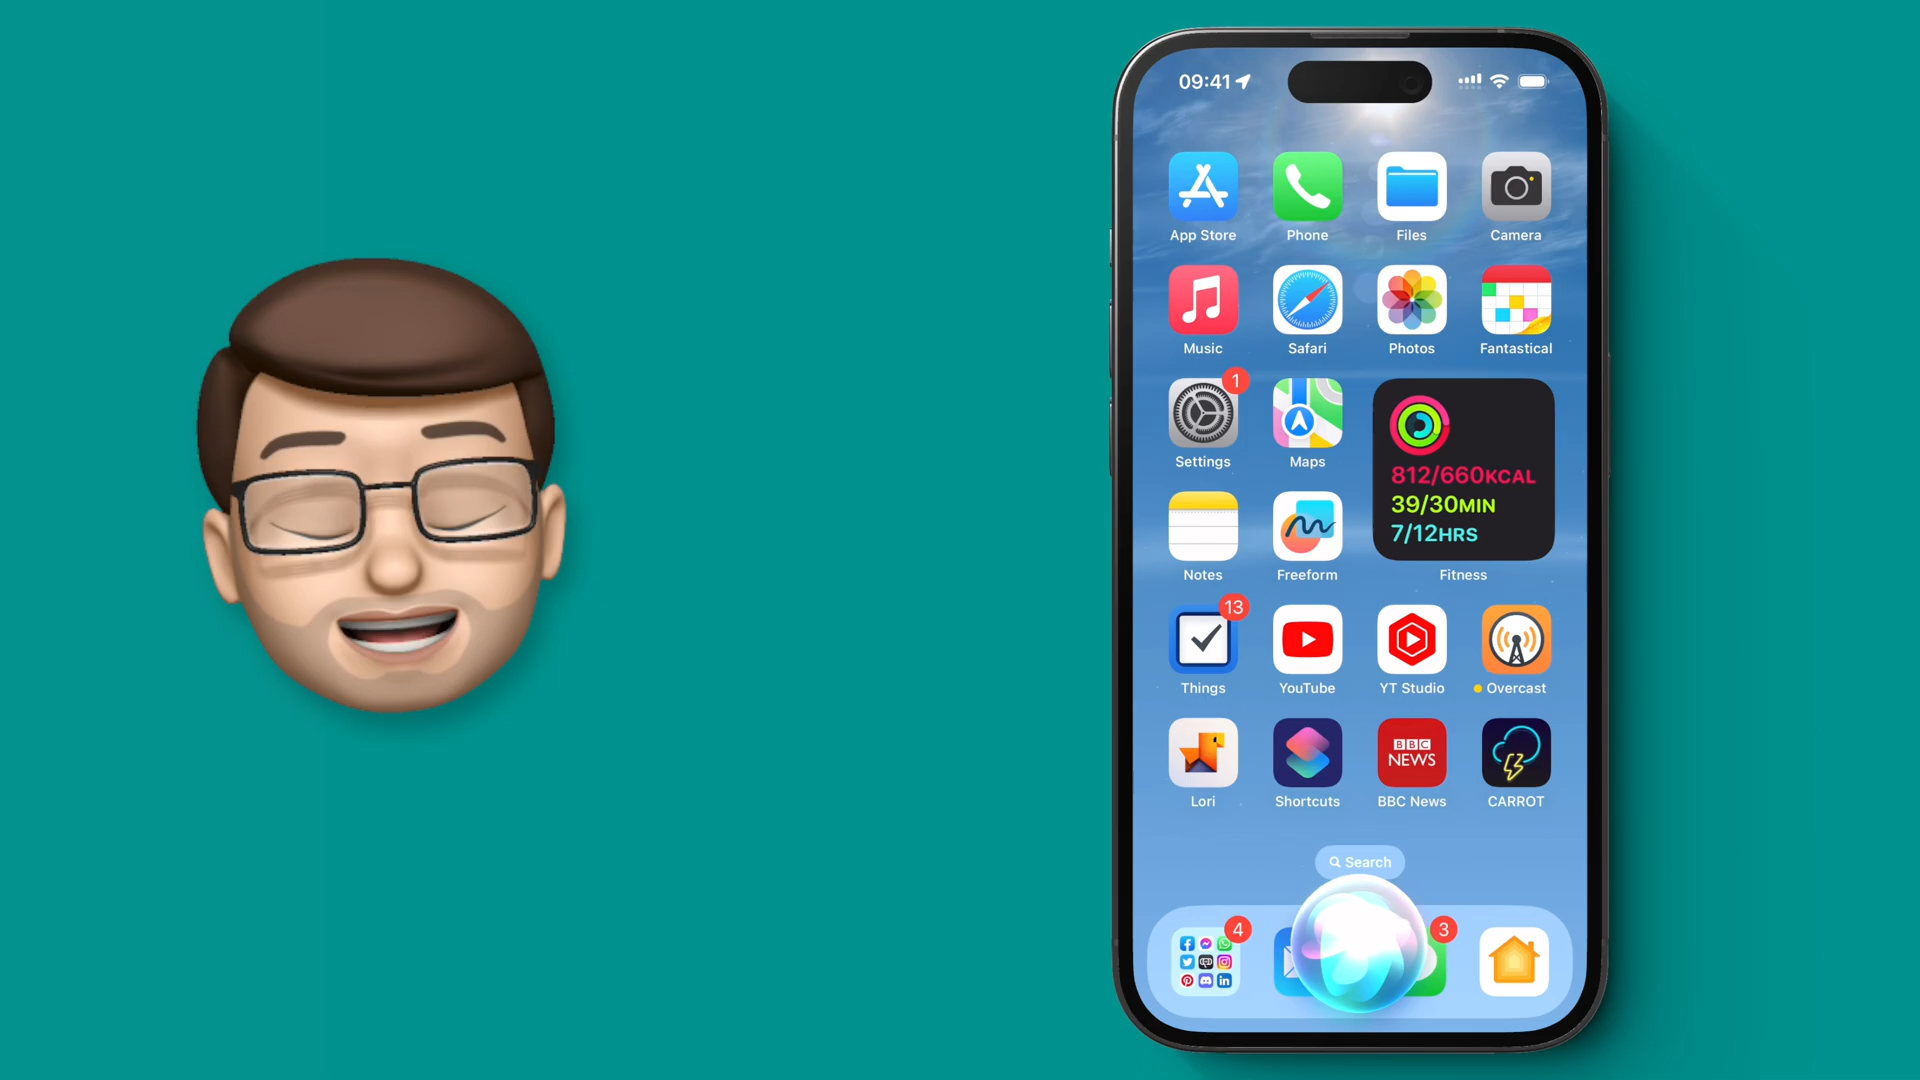 09:41
App Store
Phone
Files
Camera
Music
Safari
Photos
Fantastical
1
Settings
Maps
812/660KCAL
39/30MIN
7/12HRS
Notes
Freeform
Fitness
13
Things
YouTube
YT Studio
Overcast
BBC
NEWS
Lori
Shortcuts
BBC News
CARROT
Search
4
3